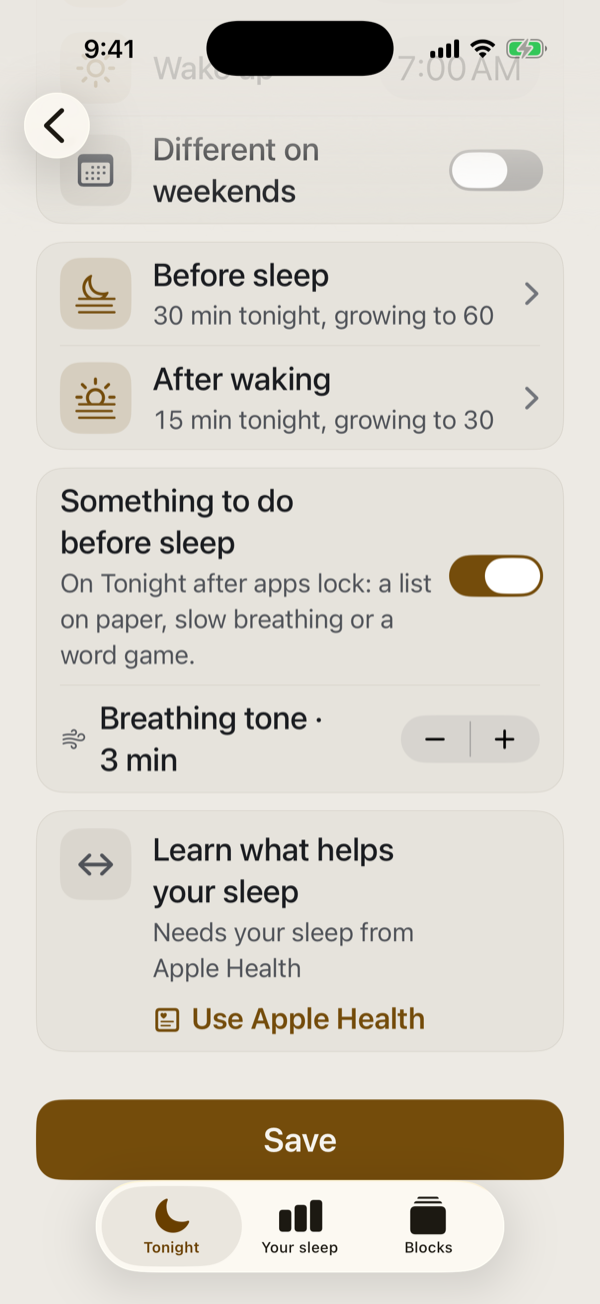 9:41
Wake up
7:00 AM
Different on
weekends
Before sleep
30 min tonight, growing to 60
After waking
15 min tonight, growing to 30
Something to do
before sleep
On Tonight after apps lock: a list
on paper, slow breathing or a
word game.
Breathing tone ·
3 min
Learn what helps
your sleep
Needs your sleep from
Apple Health
Use Apple Health
Save
Tonight
Your sleep
Blocks